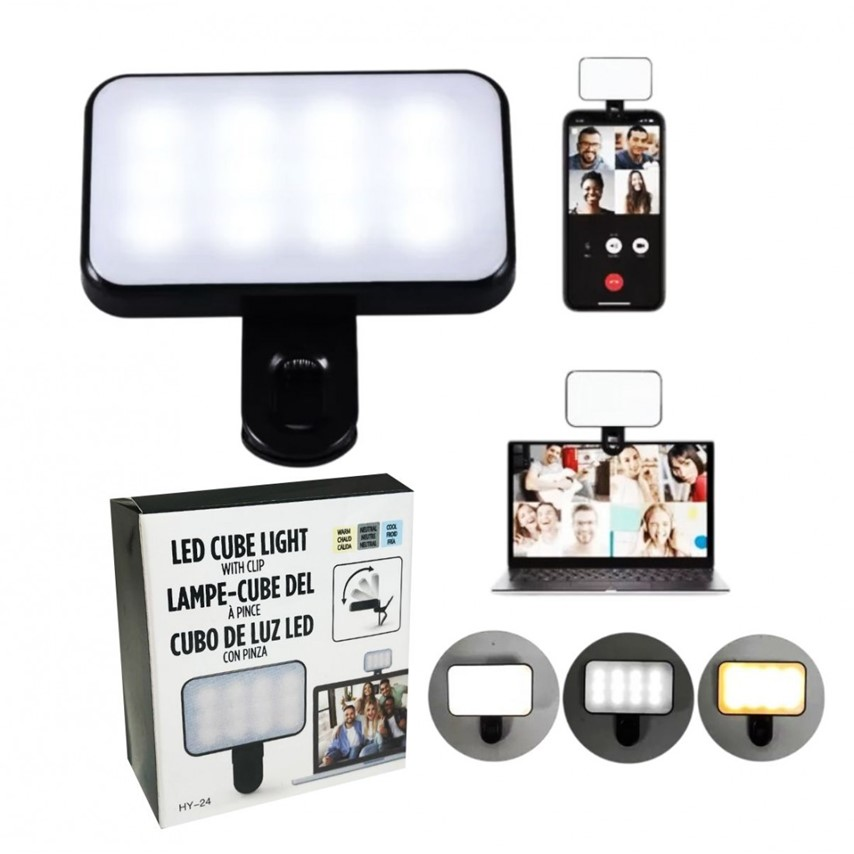 LED CUBE LIGHT
WITH CLIP
LAMPE-CUBE DEL
À PINCE
CUBO DE LUZ LED
CON PINZA
WARM
CHAUD
CÁLIDA
NEUTRAL
NEUTRE
NEUTRAL
COOL
FROID
FRÍA
HY-24